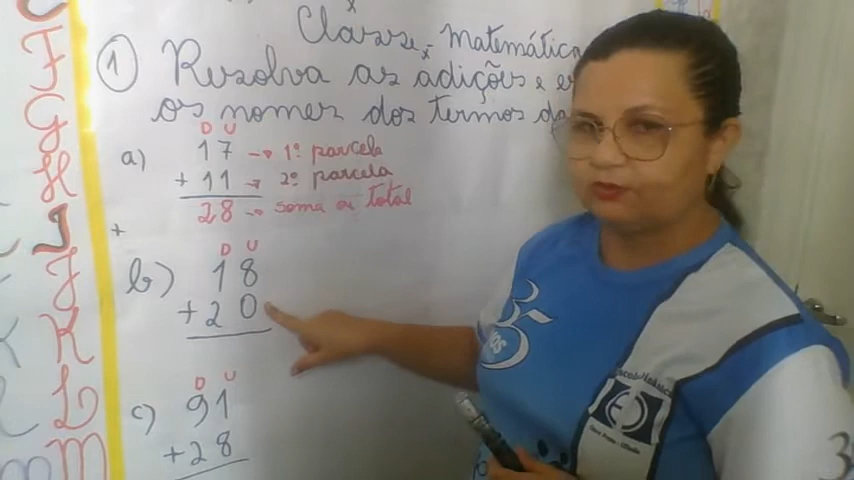 Classe: Matemática
1 Resolva as adições e
os nomes dos termos
D U
a) 17 → 1ª parcela
+ 11 → 2ª parcela
28 → soma ou total
+
D U
b) 18
+ 20
D U
c) 91
+ 28
F
G
H
I
J
K
L
M
35